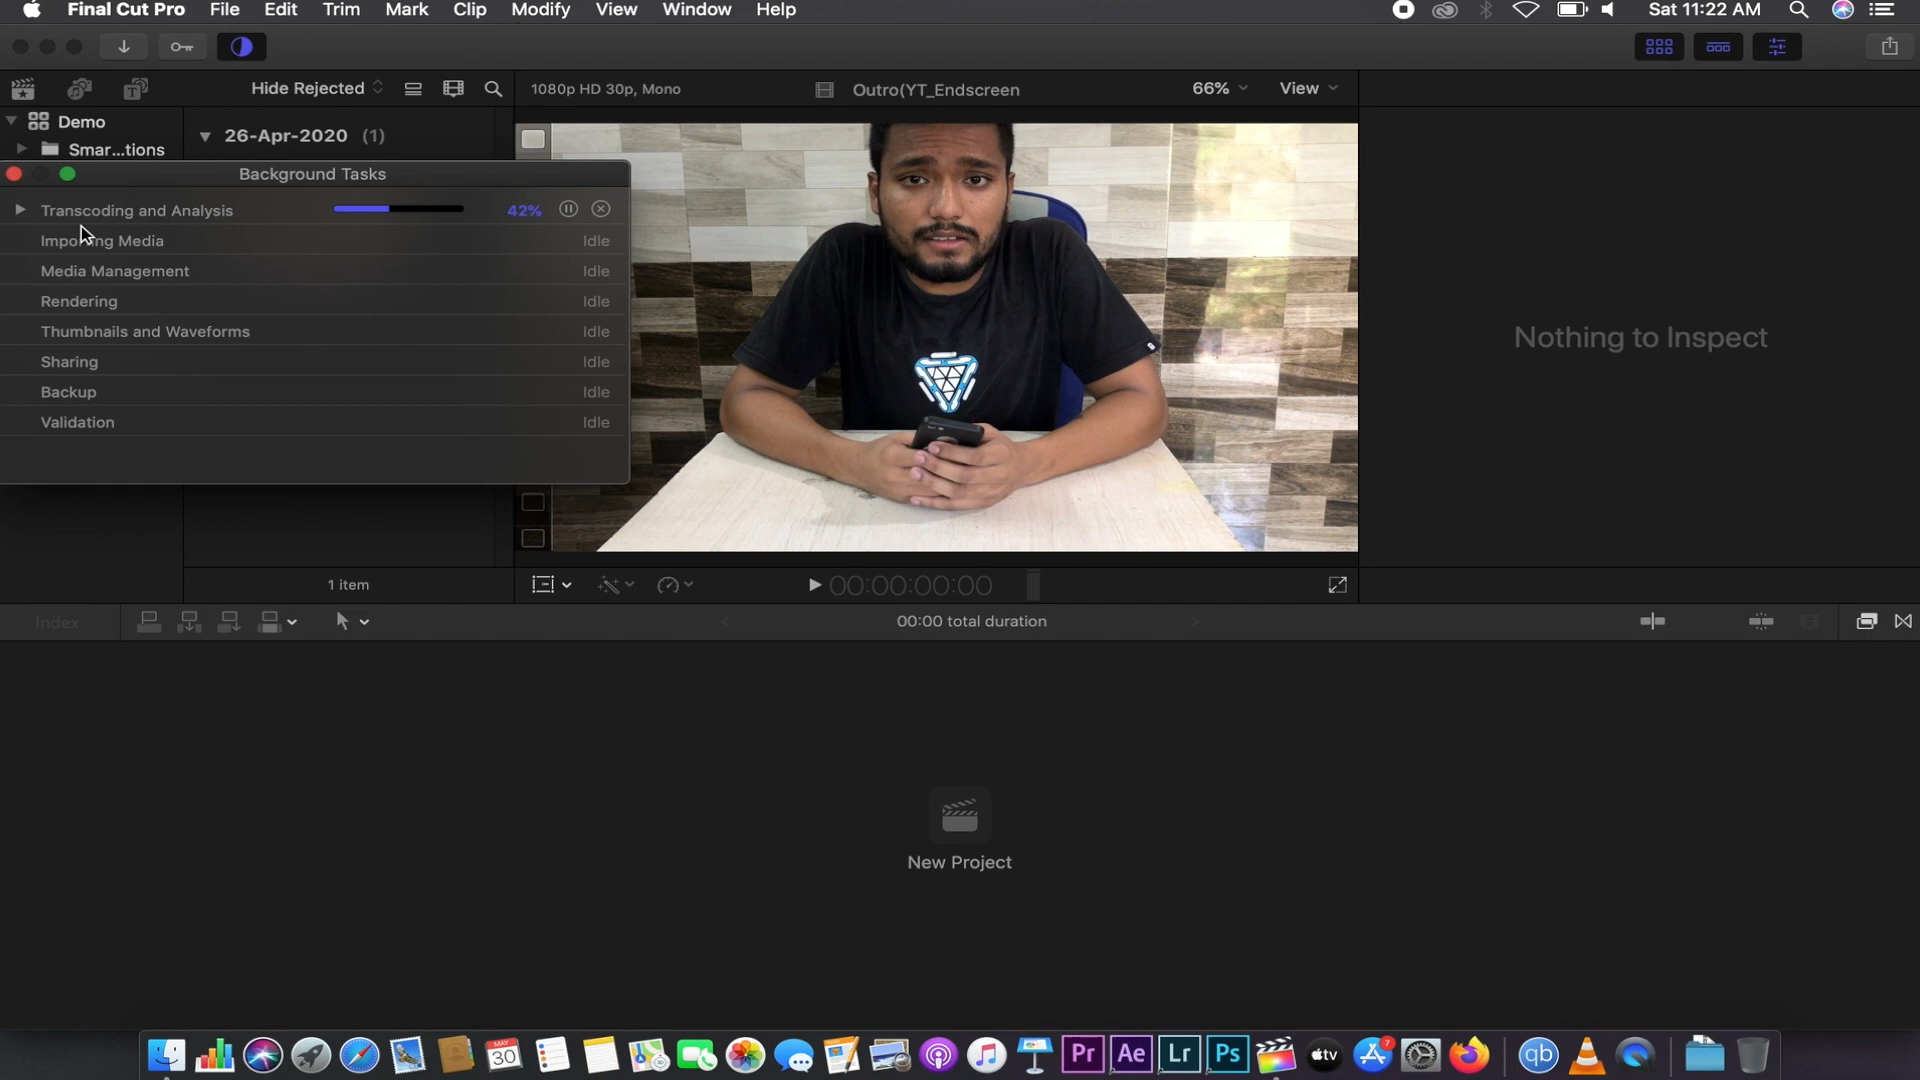 Final Cut Pro File Edit Trim Mark Clip Modify View Window Help Sat 11:22 AM
Hide Rejected 1080p HD 30p, Mono Outro(YT_Endscreen 66% View
Demo
26-Apr-2020 (1)
Smar...tions
Background Tasks
Transcoding and Analysis 42%
Importing Media Idle
Media Management Idle
Rendering Idle
Thumbnails and Waveforms Idle
Sharing Idle
Backup Idle
Validation Idle
Nothing to Inspect
1 item 00:00:00:00
Index 00:00 total duration
New Project
MAY
30
Pr Ae Lr Ps tv 7 qb